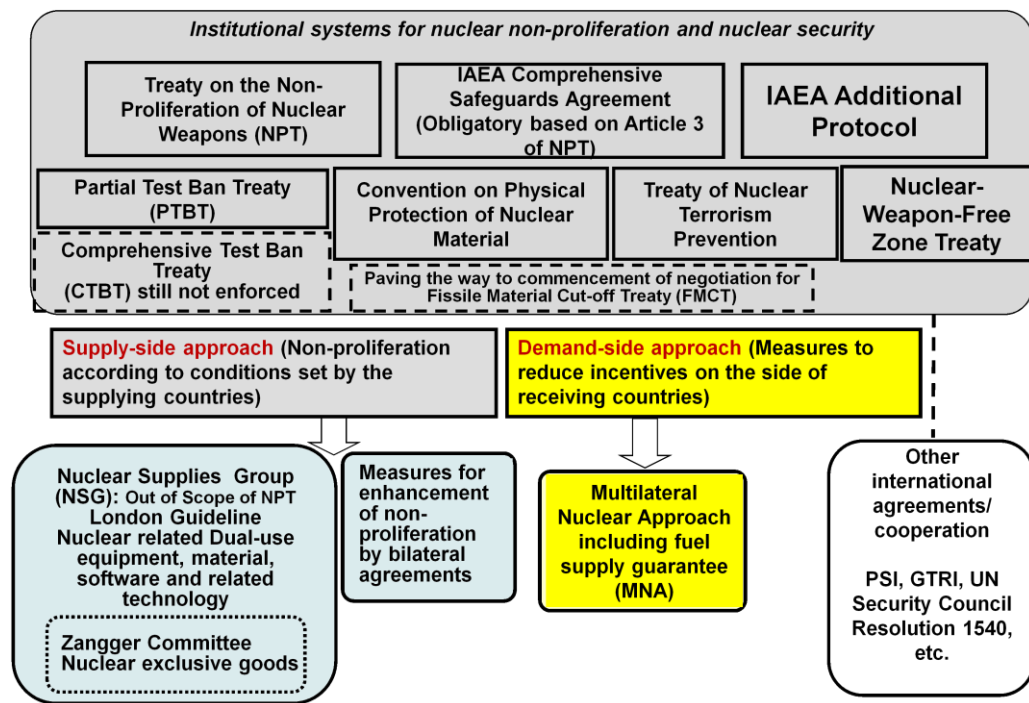 Institutional systems for nuclear non-proliferation and nuclear security
Treaty on the Non-
Proliferation of Nuclear
Weapons (NPT)
IAEA Comprehensive
Safeguards Agreement
(Obligatory based on Article 3
of NPT)
IAEA Additional
Protocol
Partial Test Ban Treaty
(PTBT)
Convention on Physical
Protection of Nuclear
Material
Treaty of Nuclear
Terrorism
Prevention
Nuclear-
Weapon-Free
Zone Treaty
Comprehensive Test Ban
Treaty
(CTBT) still not enforced
Paving the way to commencement of negotiation for
Fissile Material Cut-off Treaty (FMCT)
Supply-side approach (Non-proliferation
according to conditions set by the
supplying countries)
Demand-side approach (Measures to
reduce incentives on the side of
receiving countries)
Nuclear Supplies Group
(NSG): Out of Scope of NPT
London Guideline
Nuclear related Dual-use
equipment, material,
software and related
technology
Zangger Committee
Nuclear exclusive goods
Measures for
enhancement
of non-
proliferation
by bilateral
agreements
Multilateral
Nuclear Approach
including fuel
supply guarantee
(MNA)
Other
international
agreements/
cooperation
PSI, GTRI, UN
Security Council
Resolution 1540,
etc.